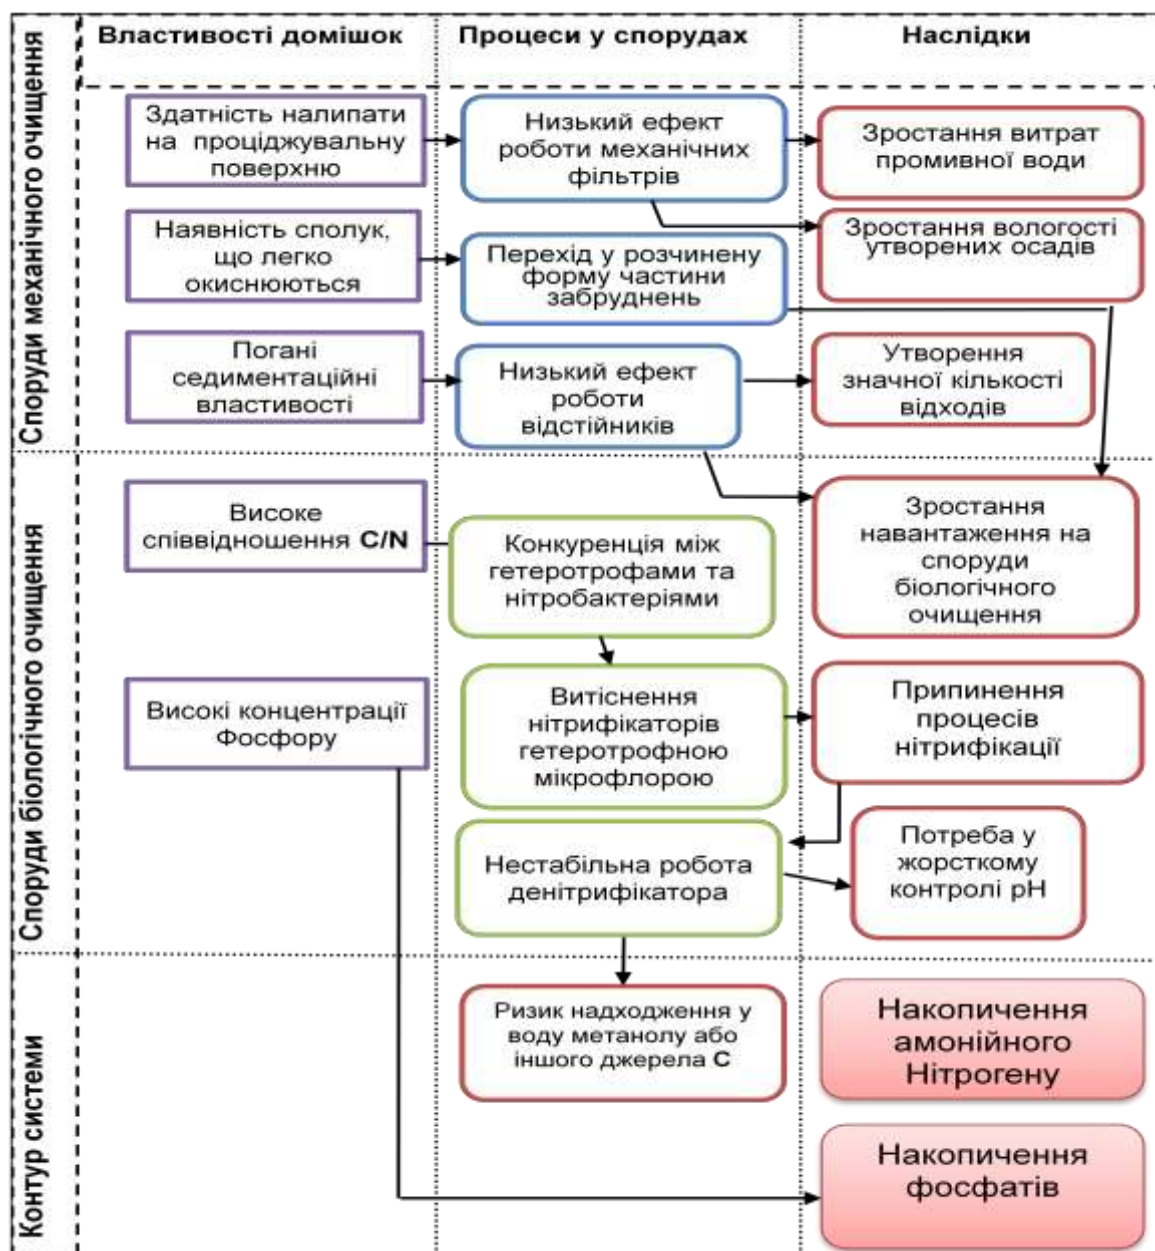 Властивості домішок
Процеси у спорудах
Наслідки
Споруди механічного очищення
Здатність налипати
на проціджувальну
поверхню
Низький ефект
роботи механічних
фільтрів
Зростання витрат
промивної води
Зростання вологості
утворених осадів
Наявність сполук,
що легко
окиснюються
Перехід у розчинену
форму частини
забруднень
Погані
седиментаційні
властивості
Низький ефект
роботи
відстійників
Утворення
значної кількості
відходів
Споруди біологічного очищення
Високе
співвідношення C/N
Конкуренція між
гетеротрофами та
нітробактеріями
Зростання
навантаження на
споруди
біологічного
очищення
Високі концентрації
Фосфору
Витіснення
нітрифікаторів
гетеротрофною
мікрофлорою
Припинення
процесів
нітрифікації
Нестабільна робота
денітрифікатора
Потреба у
жорсткому
контролі pH
Контур системи
Ризик надходження у
воду метанолу або
іншого джерела С
Накопичення
амонійного
Нітрогену
Накопичення
фосфатів